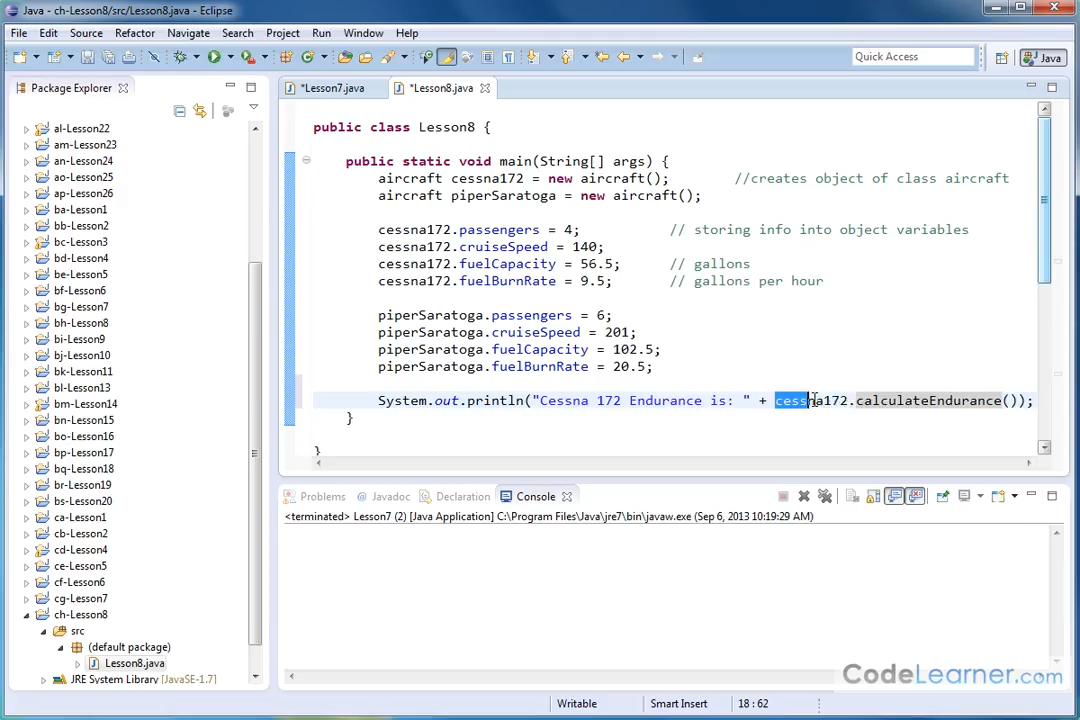 Java - ch-Lesson8/src/Lesson8.java - Eclipse
File Edit Source Refactor Navigate Search Project Run Window Help
Quick Access
Java
Package Explorer
*Lesson7.java
*Lesson8.java
al-Lesson22
am-Lesson23
an-Lesson24
ao-Lesson25
ap-Lesson26
ba-Lesson1
bb-Lesson2
bc-Lesson3
bd-Lesson4
be-Lesson5
bf-Lesson6
bg-Lesson7
bh-Lesson8
bi-Lesson9
bj-Lesson10
bk-Lesson11
bl-Lesson13
bm-Lesson14
bn-Lesson15
bo-Lesson16
bp-Lesson17
bq-Lesson18
br-Lesson19
bs-Lesson20
ca-Lesson1
cb-Lesson2
cd-Lesson4
ce-Lesson5
cf-Lesson6
cg-Lesson7
ch-Lesson8
src
(default package)
Lesson8.java
JRE System Library [JavaSE-1.7]
public class Lesson8 {
public static void main(String[] args) {
aircraft cessna172 = new aircraft(); //creates object of class aircraft
aircraft piperSaratoga = new aircraft();
cessna172.passengers = 4; // storing info into object variables
cessna172.cruiseSpeed = 140;
cessna172.fuelCapacity = 56.5; // gallons
cessna172.fuelBurnRate = 9.5; // gallons per hour
piperSaratoga.passengers = 6;
piperSaratoga.cruiseSpeed = 201;
piperSaratoga.fuelCapacity = 102.5;
piperSaratoga.fuelBurnRate = 20.5;
System.out.println("Cessna 172 Endurance is: " + cessna172.calculateEndurance());
}
}
Problems @ Javadoc Declaration Console
<terminated> Lesson7 (2) [Java Application] C:\Program Files\Java\jre7\bin\javaw.exe (Sep 6, 2013 10:19:29 AM)
CodeLearner.com
Writable Smart Insert 18 : 62